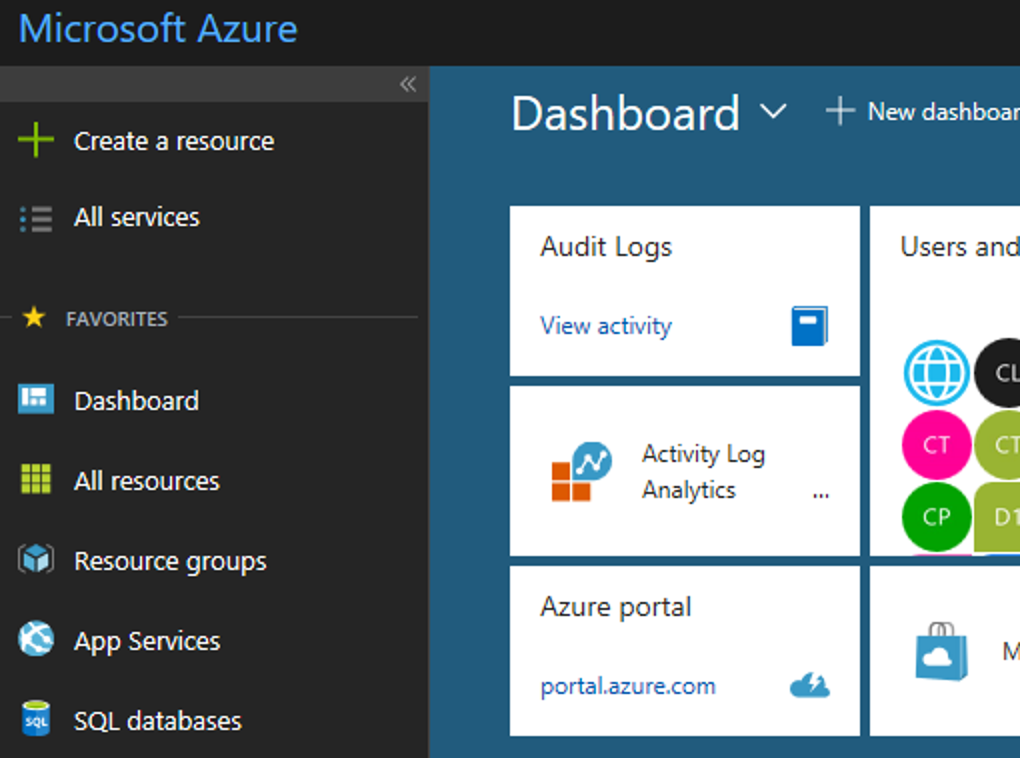 Microsoft Azure
Create a resource
All services
FAVORITES
Dashboard
All resources
Resource groups
App Services
SQL
SQL databases
Dashboard
New dashboar
Audit Logs
View activity
Activity Log
Analytics
...
Azure portal
portal.azure.com
Users and
CL
CT
CT
CP
D1
M